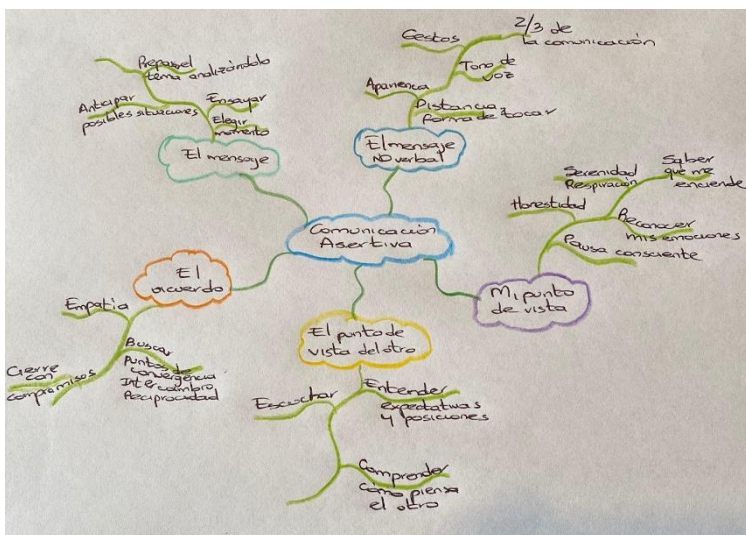 Preparar el
tema analizándolo
Anticipar
posibles situaciones
Ensayar
Elegir
momento
El mensaje
Gestos
2/3 de
la comunicación
Tono de
voz
Apariencia
Distancia
forma de tocar
El mensaje
NO verbal
Comunicación
Asertiva
Serenidad
Respiración
Saber
que me
enciende
Honestidad
Reconocer
mis emociones
Pausa consciente
Mi punto
de vista
El
acuerdo
Empatia
Buscar
Puntos de
convergencia
Intercambio
Reciprocidad
Cierre
con
compromisos
El punto de
vista del otro
Escuchar
Entender
expectativas
y posiciones
Comprender
cómo piensa
el otro